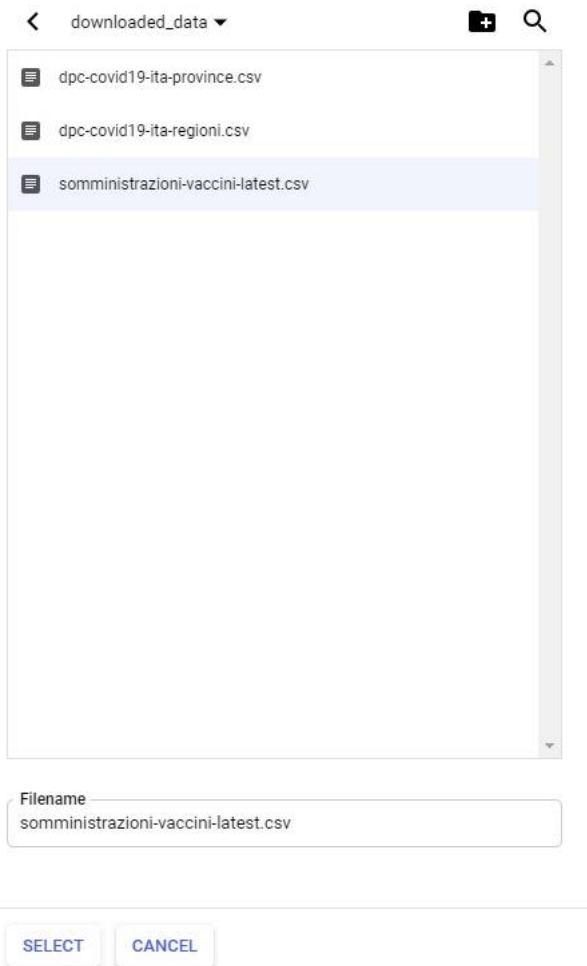 downloaded_data
dpc-covid19-ita-province.csv
dpc-covid19-ita-regioni.csv
somministrazioni-vaccini-latest.csv
Filename
somministrazioni-vaccini-latest.csv
SELECT CANCEL